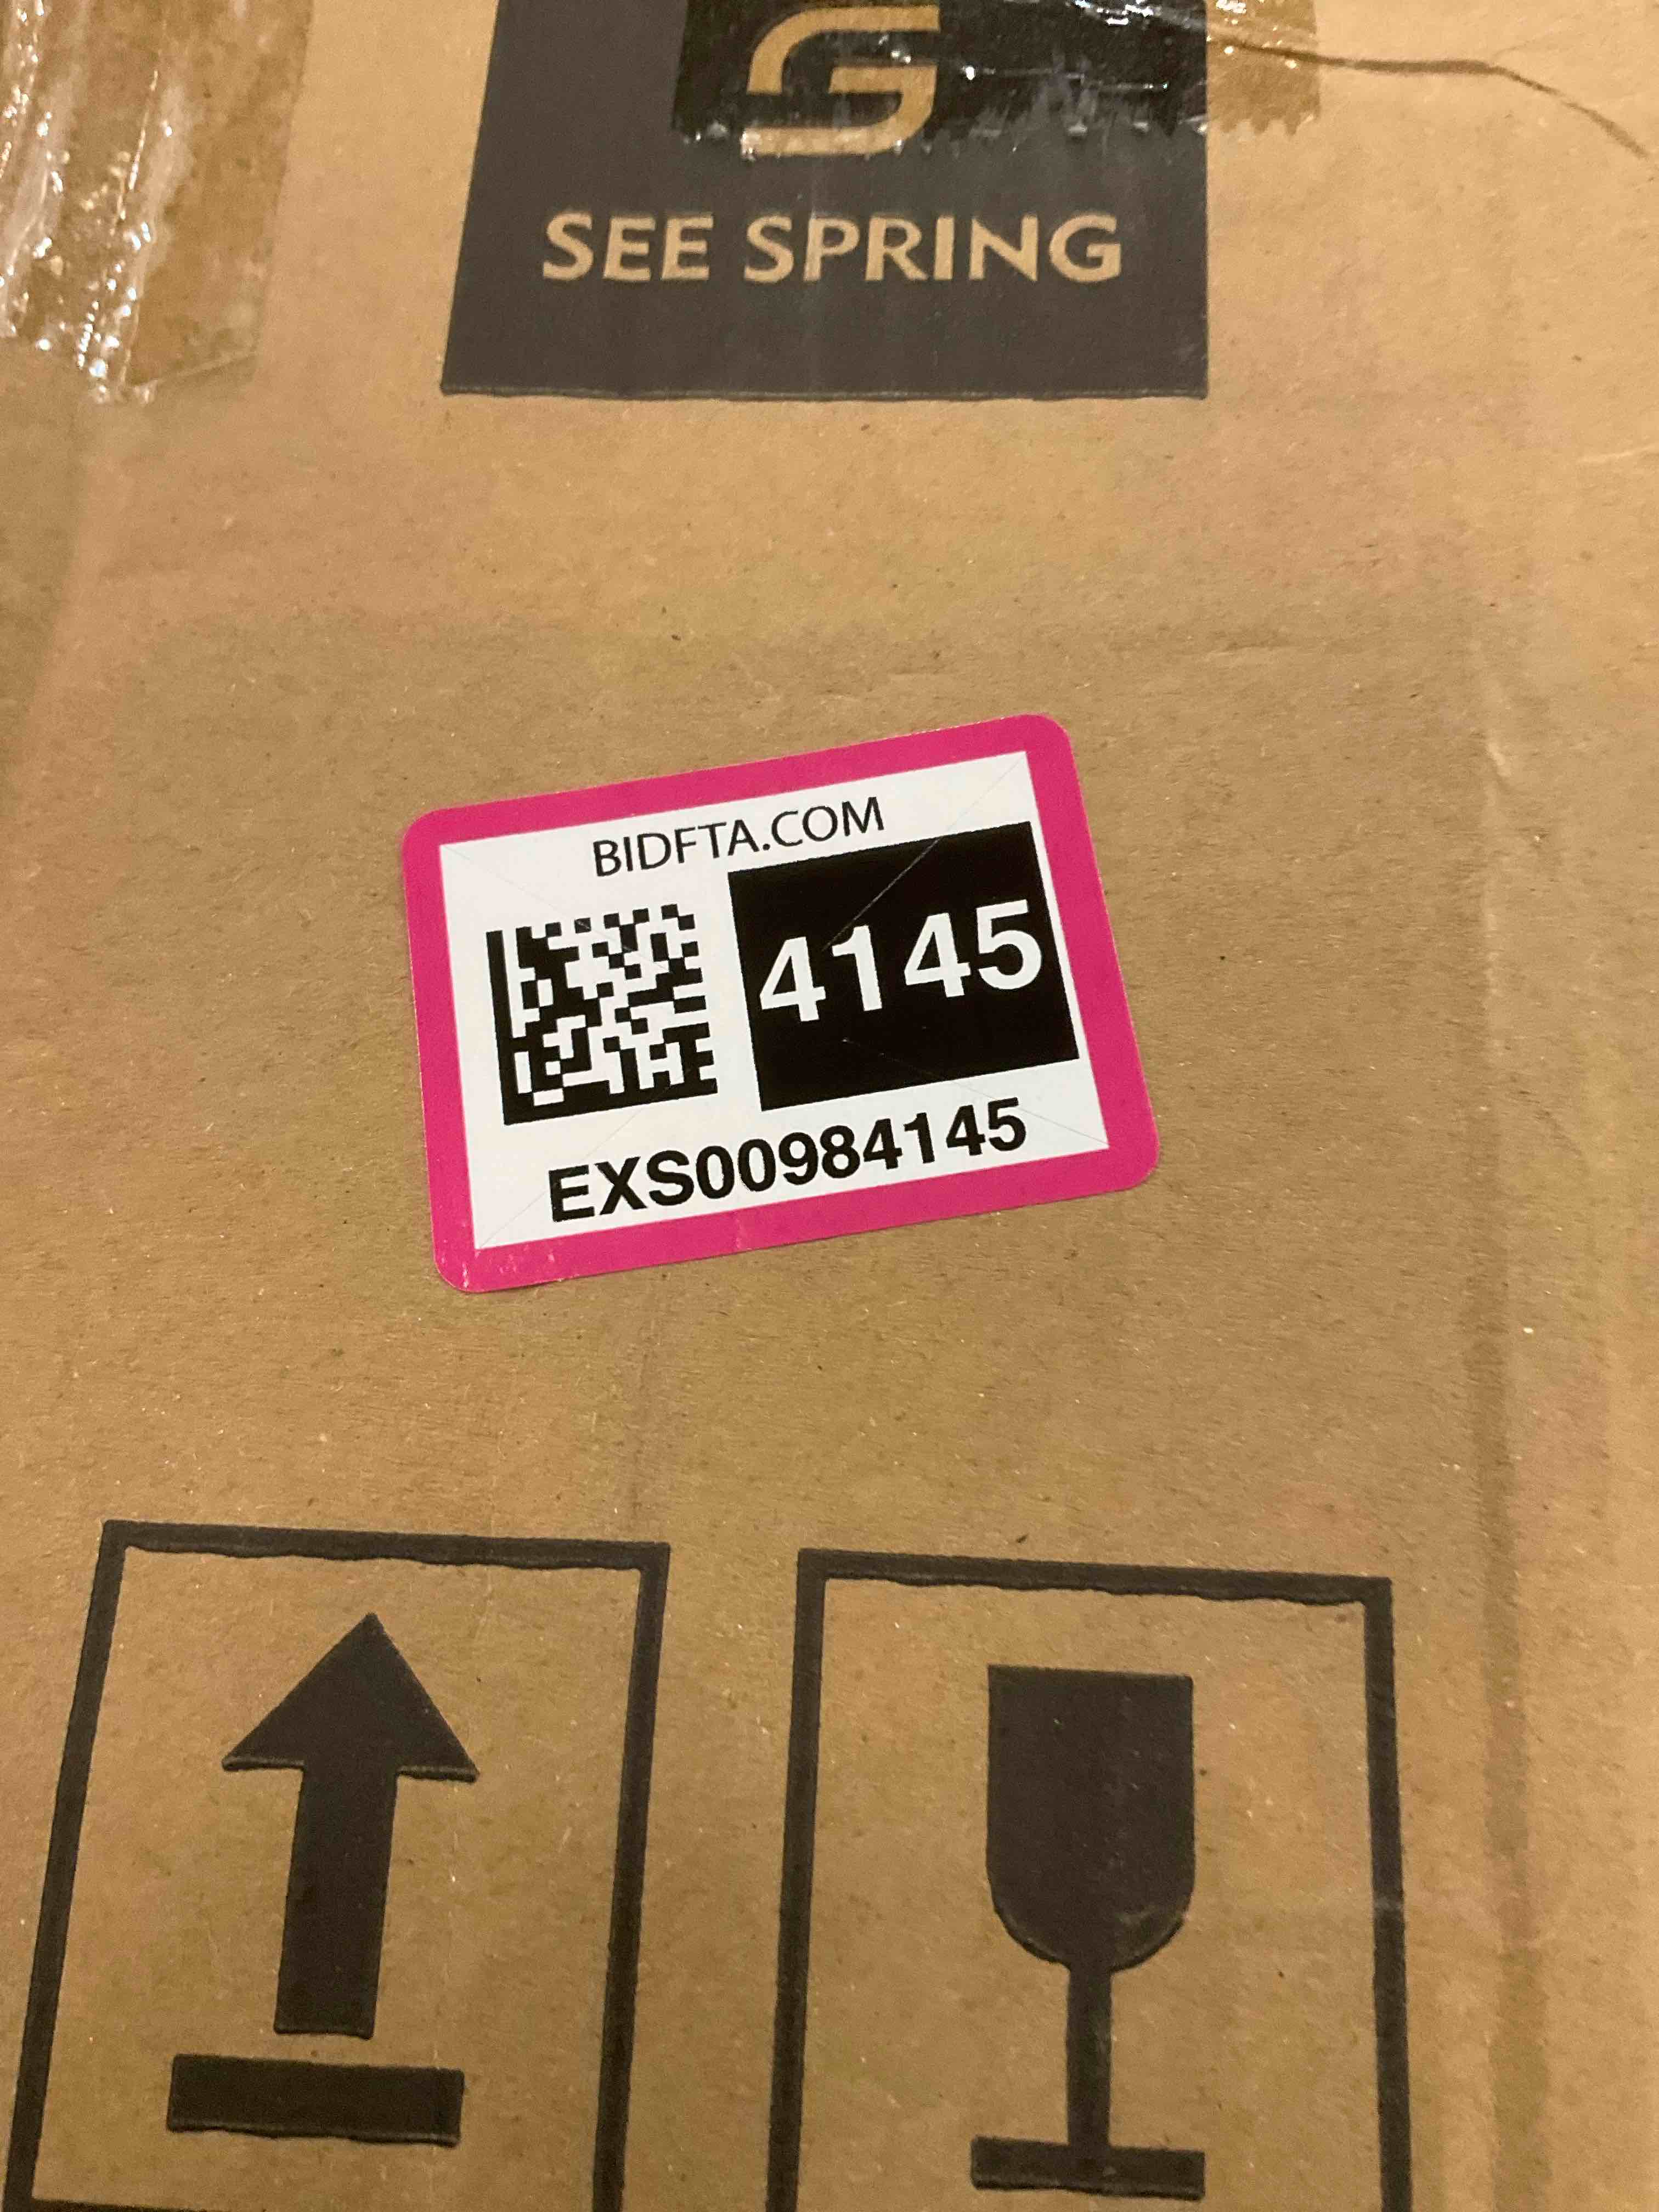 G
SEE SPRING
BIDFTA.COM
4145
EXS00984145